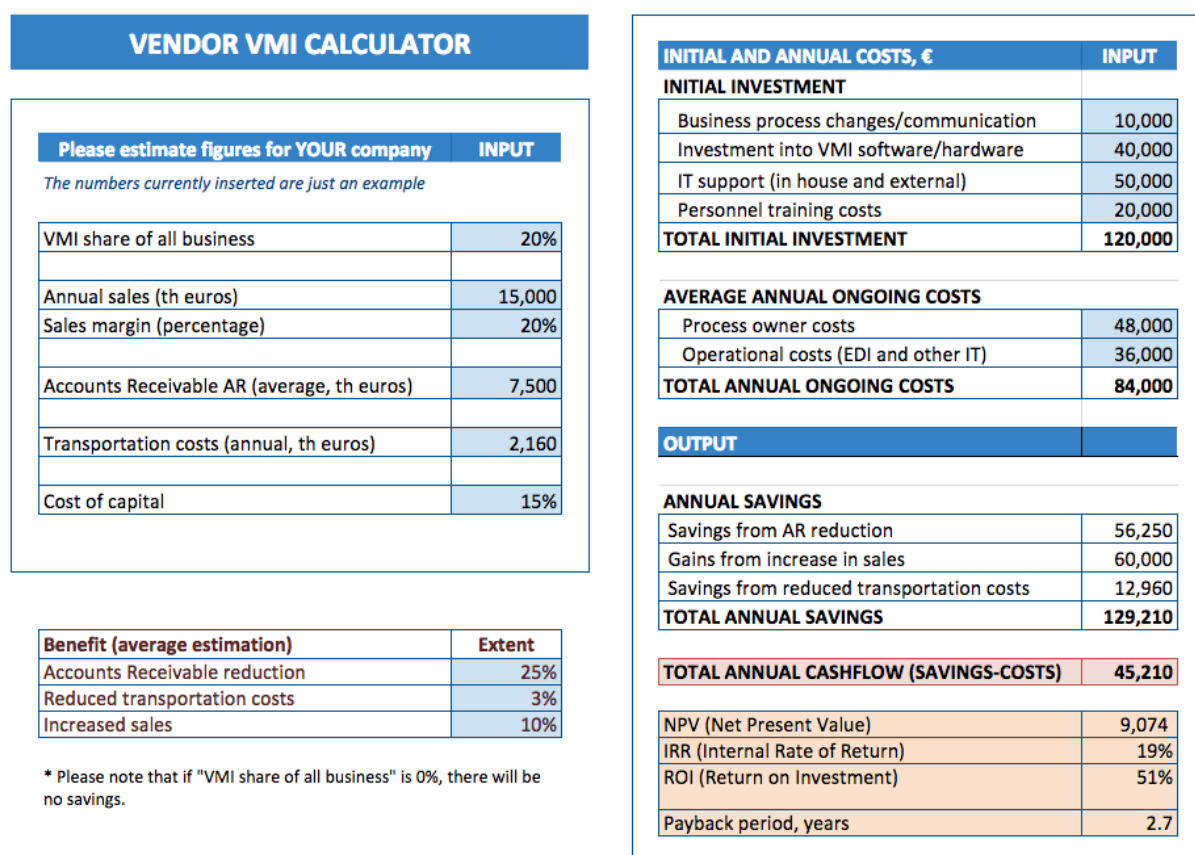 VENDOR VMI CALCULATOR
Please estimate figures for YOUR company INPUT
The numbers currently inserted are just an example
VMI share of all business 20%
Annual sales (th euros) 15,000
Sales margin (percentage) 20%
Accounts Receivable AR (average, th euros) 7,500
Transportation costs (annual, th euros) 2,160
Cost of capital 15%
Benefit (average estimation) Extent
Accounts Receivable reduction 25%
Reduced transportation costs 3%
Increased sales 10%
* Please note that if "VMI share of all business" is 0%, there will be
no savings.
INITIAL AND ANNUAL COSTS, € INPUT
INITIAL INVESTMENT
Business process changes/communication 10,000
Investment into VMI software/hardware 40,000
IT support (in house and external) 50,000
Personnel training costs 20,000
TOTAL INITIAL INVESTMENT 120,000
AVERAGE ANNUAL ONGOING COSTS
Process owner costs 48,000
Operational costs (EDI and other IT) 36,000
TOTAL ANNUAL ONGOING COSTS 84,000
OUTPUT
ANNUAL SAVINGS
Savings from AR reduction 56,250
Gains from increase in sales 60,000
Savings from reduced transportation costs 12,960
TOTAL ANNUAL SAVINGS 129,210
TOTAL ANNUAL CASHFLOW (SAVINGS-COSTS) 45,210
NPV (Net Present Value) 9,074
IRR (Internal Rate of Return) 19%
ROI (Return on Investment) 51%
Payback period, years 2.7